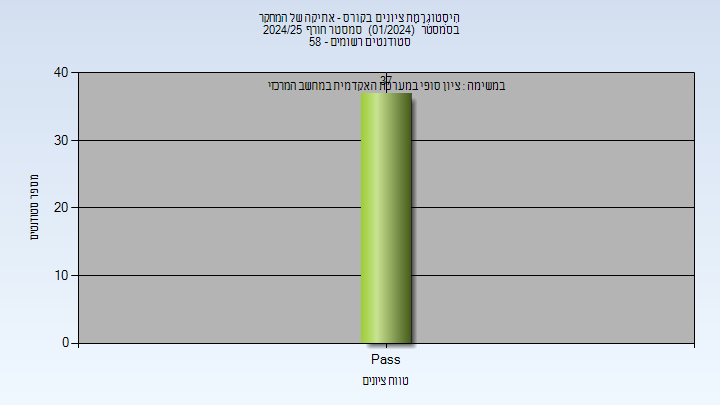 היסטוגרמת ציונים בקורס - אתיקה של המחקר
בסמסטר (01/2024) סמסטר חורף 2024/25
סטודנטים רשומים - 58
37
במשימה : ציון סופי במערכת האקדמית במחשב המרכזי
40
30
20
10
0
מספר סטודנטים
Pass
טווח ציונים